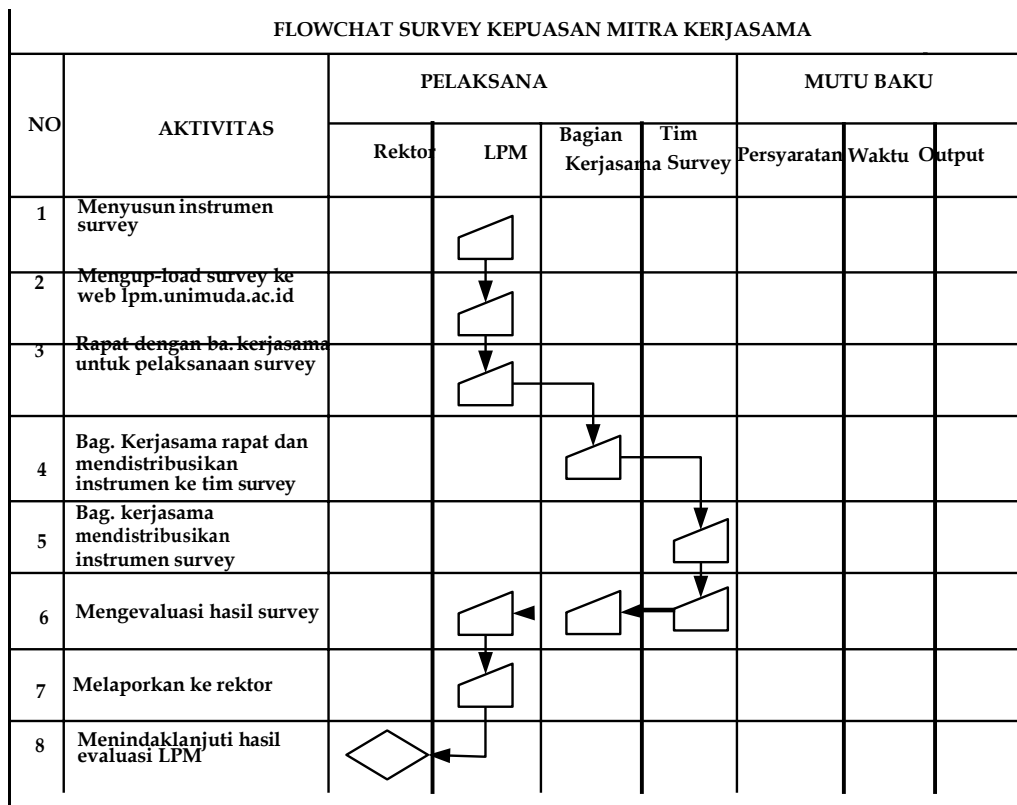 FLOWCHAT SURVEY KEPUASAN MITRA KERJASAMA
NO
AKTIVITAS
PELAKSANA
MUTU BAKU
Rektor
LPM
Bagian
Kerjasama
Tim
Survey
Persyaratan
Waktu
Output
1
Menyusun instrumen
survey
2
Mengup-load survey ke
web lpm.unimuda.ac.id
3
Rapat dengan ba. kerjasama
untuk pelaksanaan survey
4
Bag. Kerjasama rapat dan
mendistribusikan
instrumen ke tim survey
5
Bag. kerjasama
mendistribusikan
instrumen survey
6
Mengevaluasi hasil survey
7
Melaporkan ke rektor
8
Menindaklanjuti hasil
evaluasi LPM